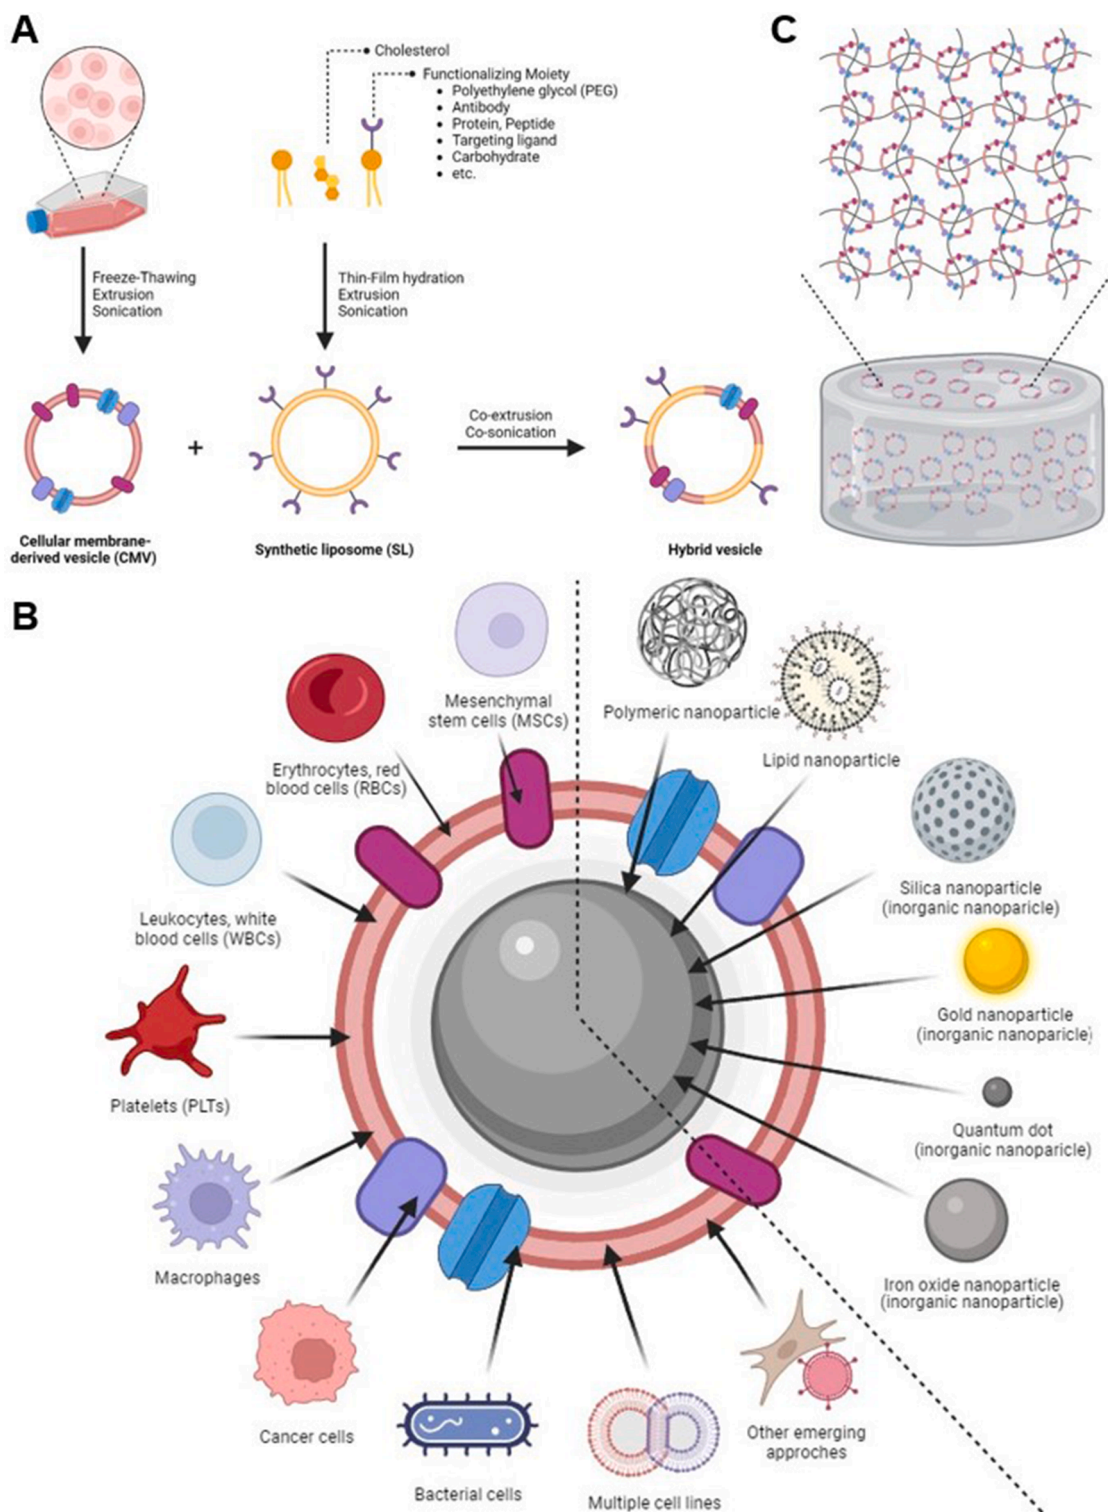 A
Cholesterol
Functionalizing Moiety
• Polyethylene glycol (PEG)
• Antibody
• Protein, Peptide
• Targeting ligand
• Carbohydrate
• etc.
Freeze-Thawing
Extrusion
Sonication
Thin-Film hydration
Extrusion
Sonication
+
Co-extrusion
Co-sonication
Cellular membrane-
derived vesicle (CMV)
Synthetic liposome (SL)
Hybrid vesicle
C
B
Mesenchymal
stem cells (MSCs)
Erythrocytes, red
blood cells (RBCs)
Leukocytes, white
blood cells (WBCs)
Platelets (PLTs)
Macrophages
Cancer cells
Bacterial cells
Multiple cell lines
Other emerging
approches
Polymeric nanoparticle
Lipid nanoparticle
Silica nanoparticle
(inorganic nanoparicle)
Gold nanoparticle
(inorganic nanoparicle)
Quantum dot
(inorganic nanoparicle)
Iron oxide nanoparticle
(inorganic nanoparticle)